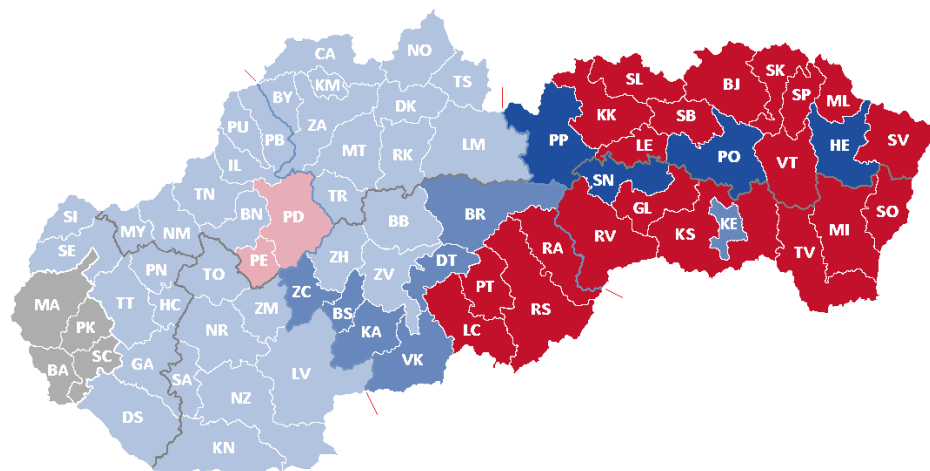 CA
NO
BY
KM
TS
PU
PB
ZA
DK
IL
MT
RK
LM
TN
BN
PD
TR
SI
SE
MY
NM
PE
BB
BR
ZH
ZV
DT
MA
PK
BA
SC
TT
PN
HC
TO
ZM
ZC
BS
KA
VK
GA
SA
NR
LV
DS
NZ
KN
PP
KK
SL
BJ
SK
SP
ML
SB
LE
PO
VT
HE
SV
SN
GL
RV
KS
KE
TV
MI
SO
RA
PT
RS
LC